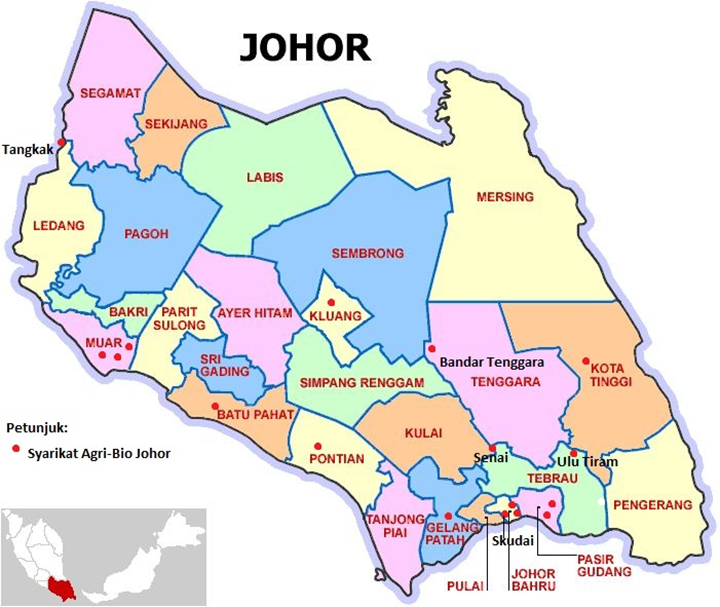 JOHOR
SEGAMAT
SEKIJANG
Tangkak
LABIS
MERSING
LEDANG
PAGOH
SEMBRONG
BAKRI
PARIT
SULONG
AYER HITAM
KLUANG
MUAR
SRI
GADING
Bandar Tenggara
TENGGARA
KOTA
TINGGI
SIMPANG RENGGAM
BATU PAHAT
KULAI
Petunjuk:
Syarikat Agri-Bio Johor
PONTIAN
Senai
Ulu Tiram
TEBRAU
PENGERANG
TANJONG
PIAI
GELANG
PATAH
Skudai
PULAI
JOHOR
BAHRU
PASIR
GUDANG